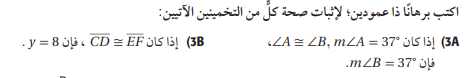 اكتب برهانًا ذا عمودين؛ لإثبات صحة كلٍّ من التخمينين الآتيين:
3A) إذا كان ∠A ≅ ∠B, m∠A = 37°، 3B) إذا كان CD ≅ EF ، فإن y = 8 .
فإن m∠B = 37°.